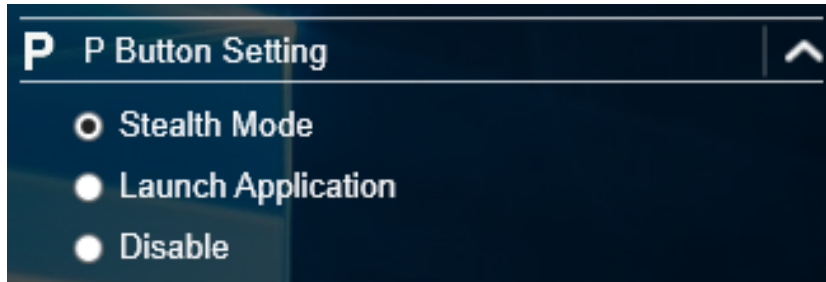 P P Button Setting
Stealth Mode
Launch Application
Disable